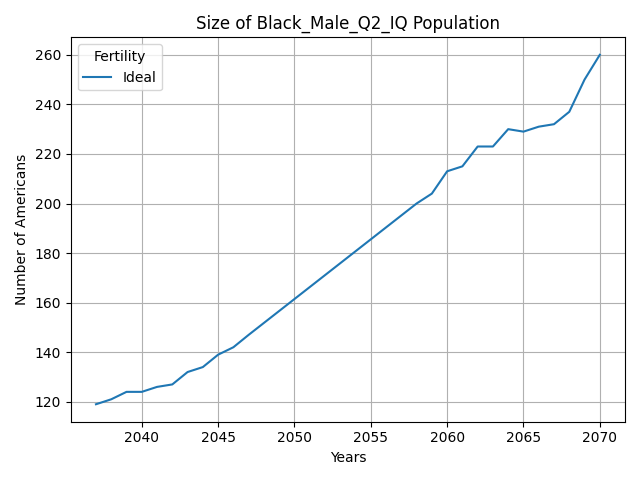 Size of Black_Male_Q2_IQ Population
Fertility
Ideal
Number of Americans
260
240
220
200
180
160
140
120
2040 2045 2050 2055 2060 2065 2070
Years